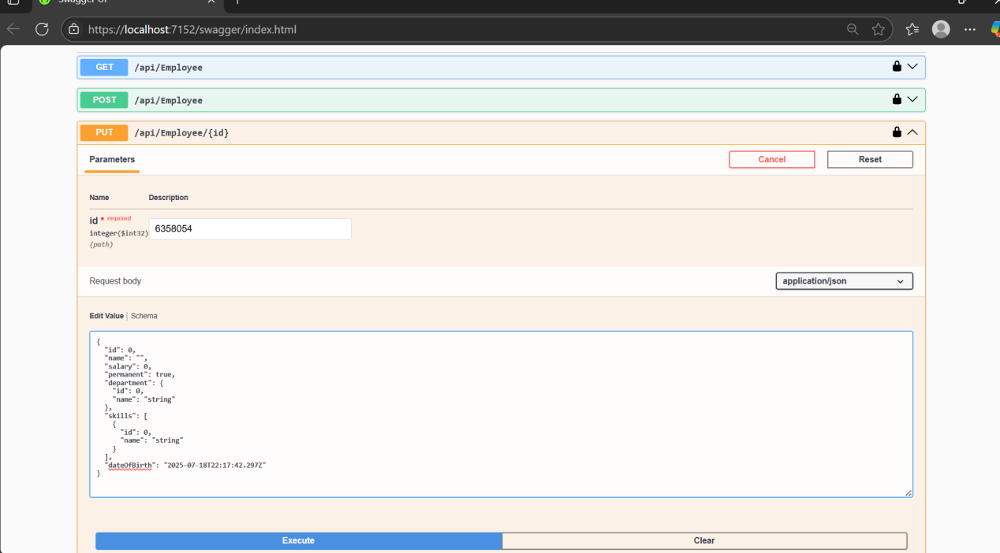 Swagger UI
https://localhost:7152/swagger/index.html
GET /api/Employee
POST /api/Employee
PUT /api/Employee/{id}
Parameters
Cancel
Reset
Name Description
id * required
integer($int32)
(path)
6358054
Request body
application/json
Edit Value | Schema
{
"id": 0,
"name": "",
"salary": 0,
"permanent": true,
"department": {
"id": 0,
"name": "string"
},
"skills": [
{
"id": 0,
"name": "string"
}
],
"dateOfBirth": "2025-07-18T22:17:42.297Z"
}
Execute
Clear